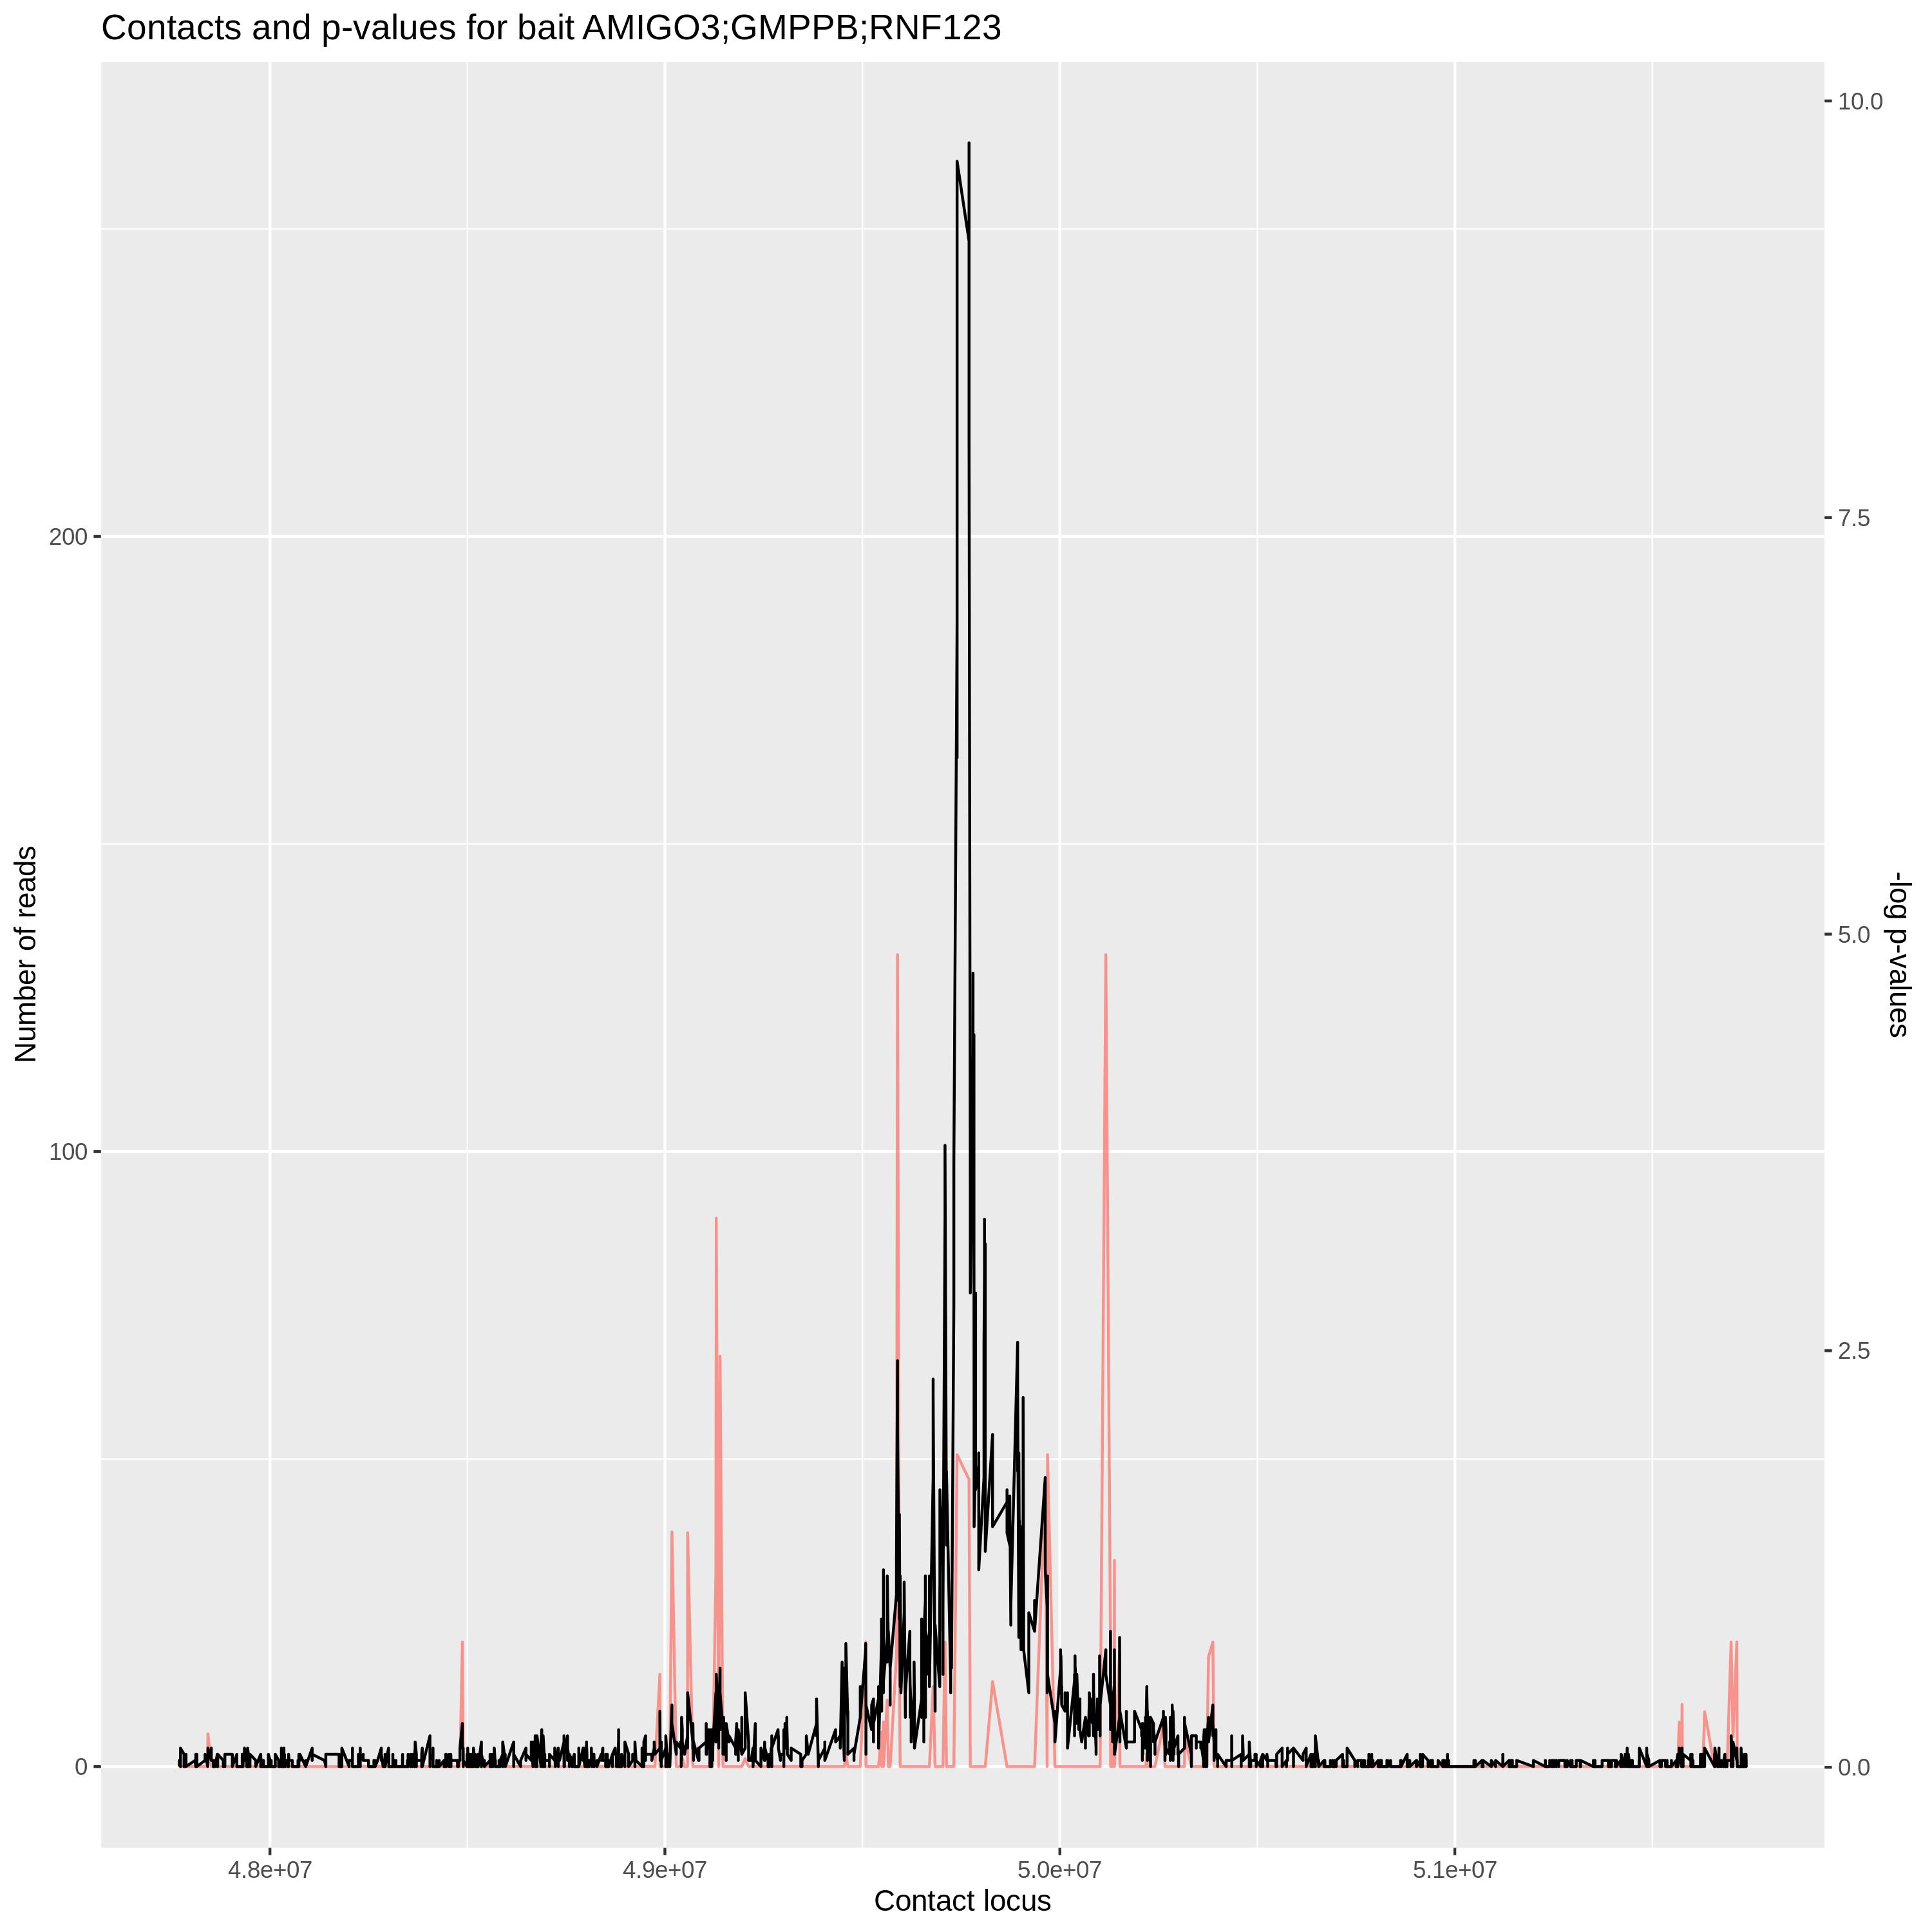 Contacts and p-values for bait AMIGO3;GMPPB;RNF123
10.0
7.5
5.0
2.5
0.0
200
100
0
Number of reads
-log p-values
4.8e+07 4.9e+07 5.0e+07 5.1e+07
Contact locus